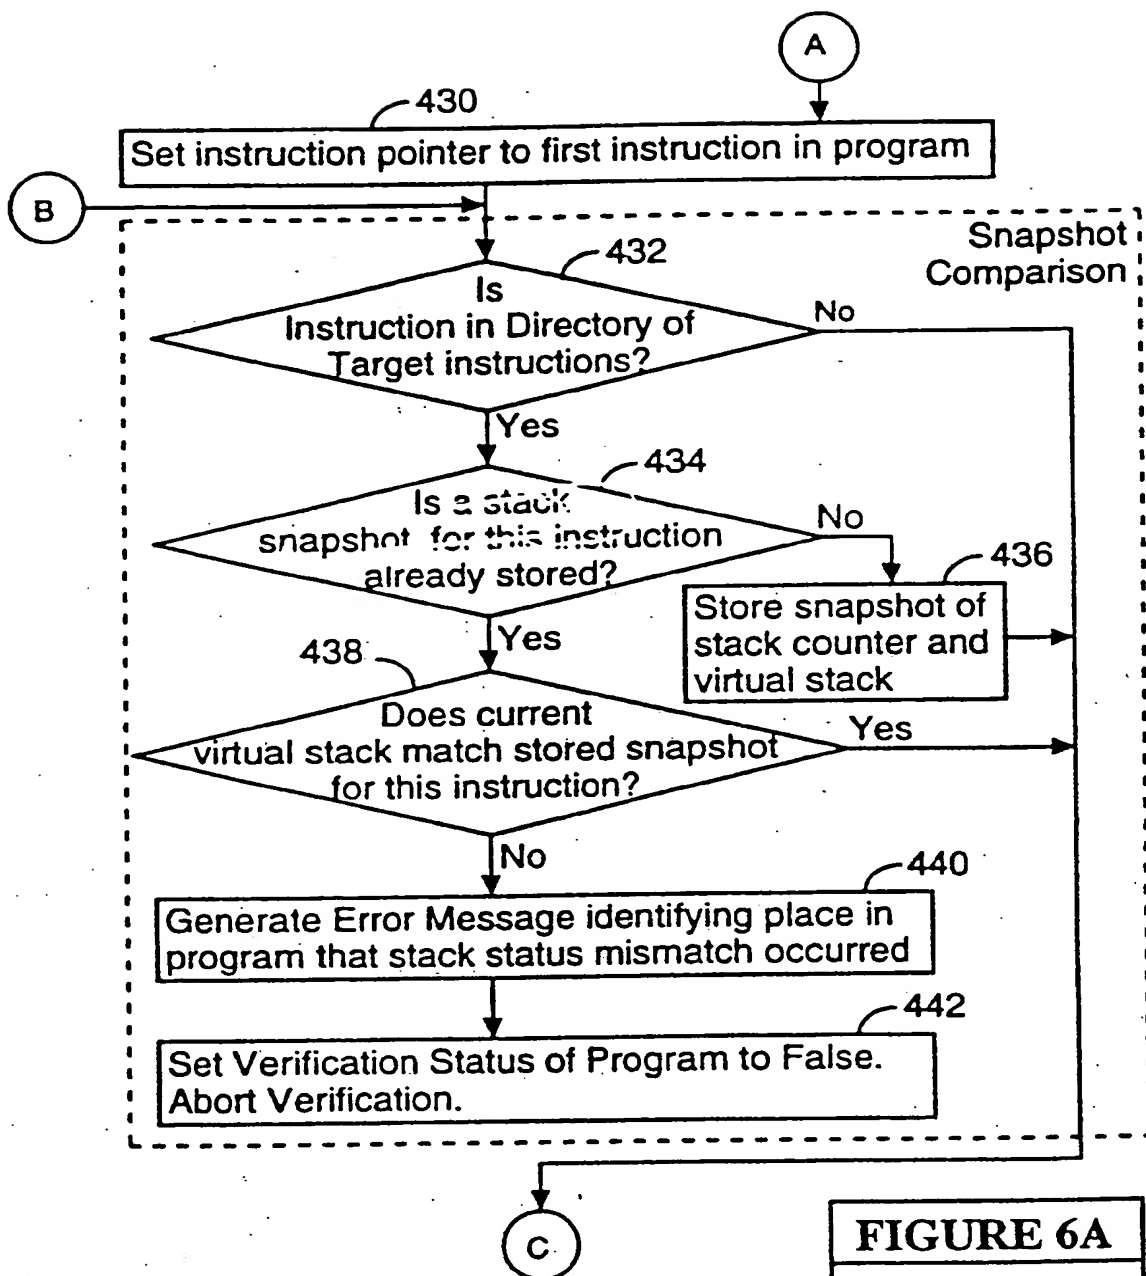 A
430
Set instruction pointer to first instruction in program
B
Snapshot
Comparison
432
Is
Instruction in Directory of
Target instructions?
No
Yes
434
Is a stack
snapshot for this instruction
already stored?
No
436
Store snapshot of
stack counter and
virtual stack
Yes
438
Does current
virtual stack match stored snapshot
for this instruction?
Yes
No
440
Generate Error Message identifying place in
program that stack status mismatch occurred
442
Set Verification Status of Program to False.
Abort Verification.
C
FIGURE 6A